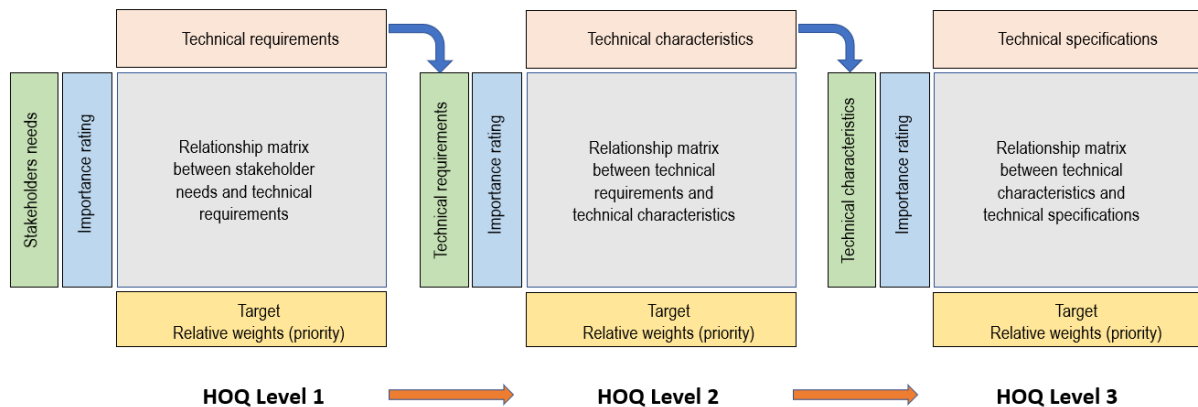 Technical requirements
Stakeholders needs
Importance rating
Relationship matrix
between stakeholder
needs and technical
requirements
Target
Relative weights (priority)
HOQ Level 1
Technical characteristics
Technical requirements
Importance rating
Relationship matrix
between technical
requirements and
technical characteristics
Target
Relative weights (priority)
HOQ Level 2
Technical specifications
Technical characteristics
Importance rating
Relationship matrix
between technical
characteristics and
technical specifications
Target
Relative weights (priority)
HOQ Level 3